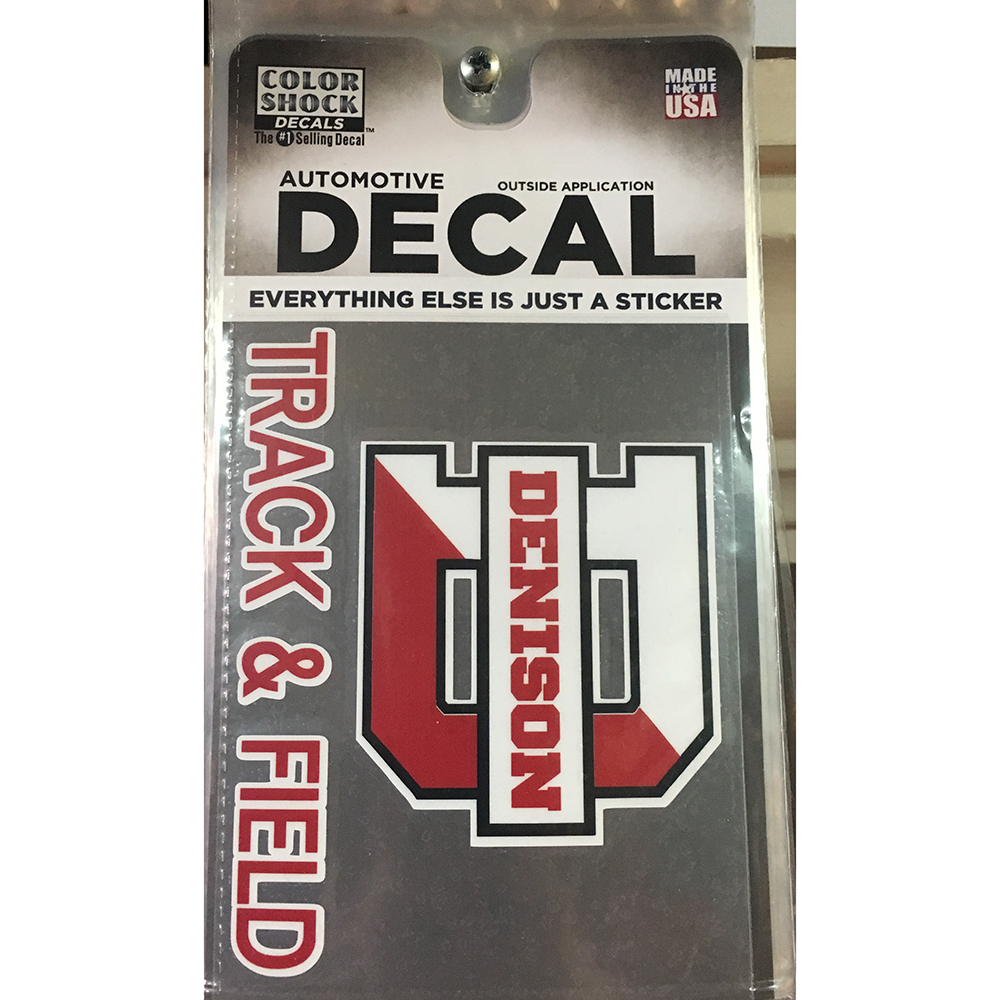 COLOR
SHOCK
DECALS
The #1 Selling Decal™
MADE
IN THE
USA
AUTOMOTIVE
OUTSIDE APPLICATION
DECAL
EVERYTHING ELSE IS JUST A STICKER
TRACK & FIELD
DENISON